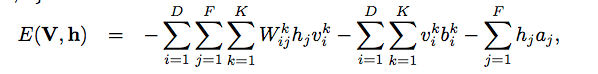 E(V, h) = − ∑_{i=1}^{D} ∑_{j=1}^{F} ∑_{k=1}^{K} W_{ij}^{k} h_j v_i^k − ∑_{i=1}^{D} ∑_{k=1}^{K} v_i^k b_i^k − ∑_{j=1}^{F} h_j a_j,